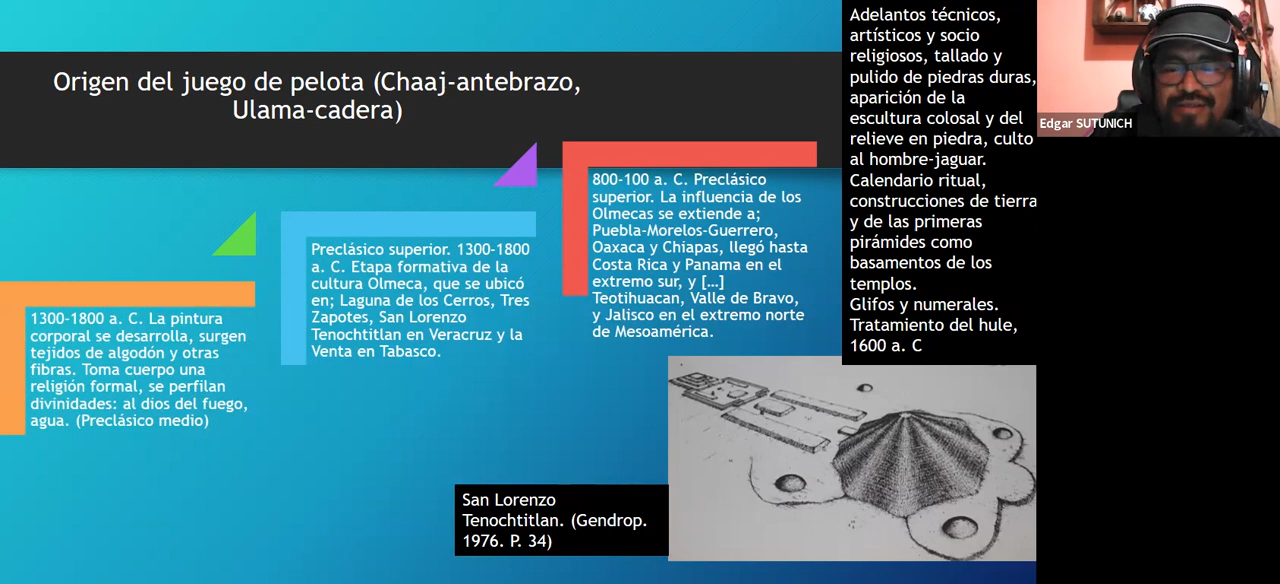 Origen del juego de pelota (Chaaj-antebrazo,
Ulama-cadera)
1300-1800 a. C. La pintura
corporal se desarrolla, surgen
tejidos de algodón y otras
fibras. Toma cuerpo una
religión formal, se perfilan
divinidades: al dios del fuego,
agua. (Preclásico medio)
Preclásico superior. 1300-1800
a. C. Etapa formativa de la
cultura Olmeca, que se ubicó
en; Laguna de los Cerros, Tres
Zapotes, San Lorenzo
Tenochtitlan en Veracruz y la
Venta en Tabasco.
800-100 a. C. Preclásico
superior. La influencia de los
Olmecas se extiende a;
Puebla-Morelos-Guerrero,
Oaxaca y Chiapas, llegó hasta
Costa Rica y Panama en el
extremo sur, y […]
Teotihuacan, Valle de Bravo,
y Jalisco en el extremo norte
de Mesoamérica.
Adelantos técnicos,
artísticos y socio
religiosos, tallado y
pulido de piedras duras,
aparición de la
escultura colosal y del
relieve en piedra, culto
al hombre-jaguar.
Calendario ritual,
construcciones de tierra
y de las primeras
pirámides como
basamentos de los
templos.
Glifos y numerales.
Tratamiento del hule,
1600 a. C
San Lorenzo
Tenochtitlan. (Gendrop.
1976. P. 34)
Edgar SUTUNICH